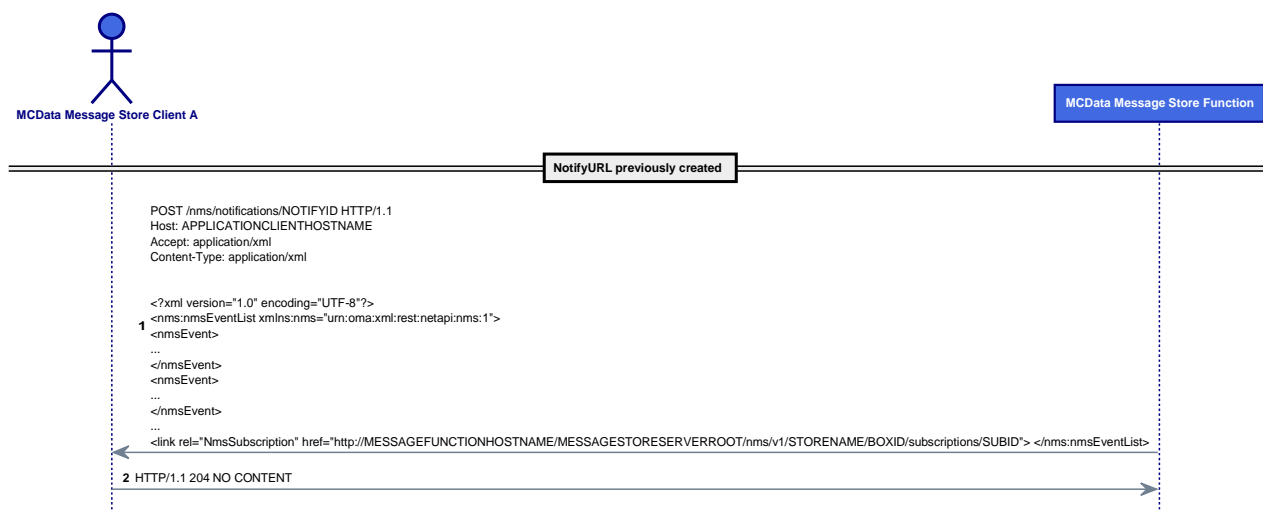 MCData Message Store Client A
MCData Message Store Function
NotifyURL previously created
POST /nms/notifications/NOTIFYID HTTP/1.1
Host: APPLICATIONCLIENTHOSTNAME
Accept: application/xml
Content-Type: application/xml
<?xml version="1.0" encoding="UTF-8"?>
<nms:nmsEventList xmlns:nms="urn:oma:xml:rest:netapi:nms:1">
1
<nmsEvent>
...
</nmsEvent>
<nmsEvent>
...
</nmsEvent>
...
<link rel="NmsSubscription" href="http://MESSAGEFUNCTIONHOSTNAME/MESSAGESTORESERVERROOT/nms/v1/STORENAME/BOXID/subscriptions/SUBID"> </nms:nmsEventList>
2 HTTP/1.1 204 NO CONTENT